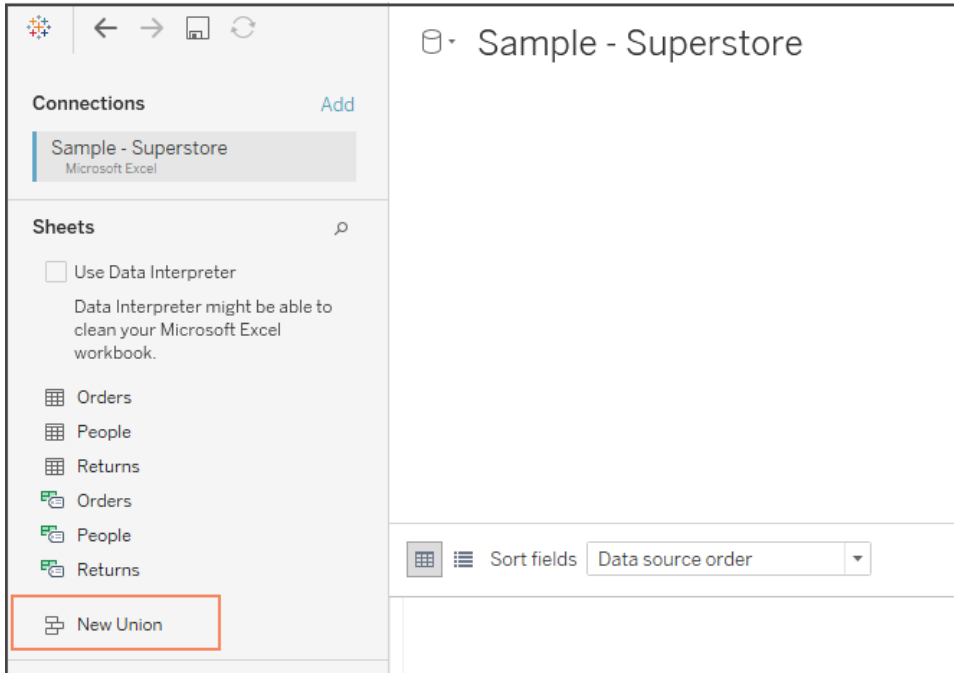 Sample - Superstore
Connections
Add
Sample - Superstore
Microsoft Excel
Sheets
Use Data Interpreter
Data Interpreter might be able to
clean your Microsoft Excel
workbook.
Orders
People
Returns
Orders
People
Returns
New Union
Sort fields
Data source order